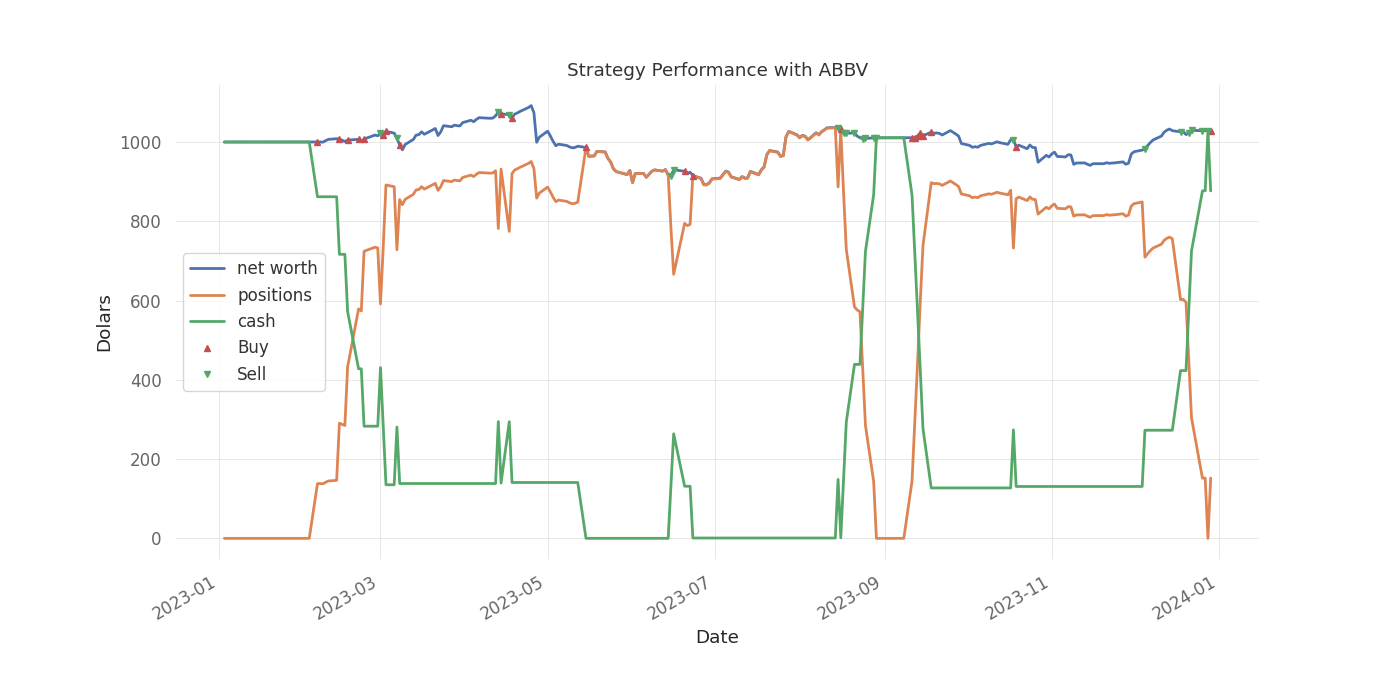 Strategy Performance with ABBV
Dolars
1000
800
600
400
200
0
net worth
positions
cash
Buy
Sell
2023-01
2023-03
2023-05
2023-07
2023-09
2023-11
2024-01
Date